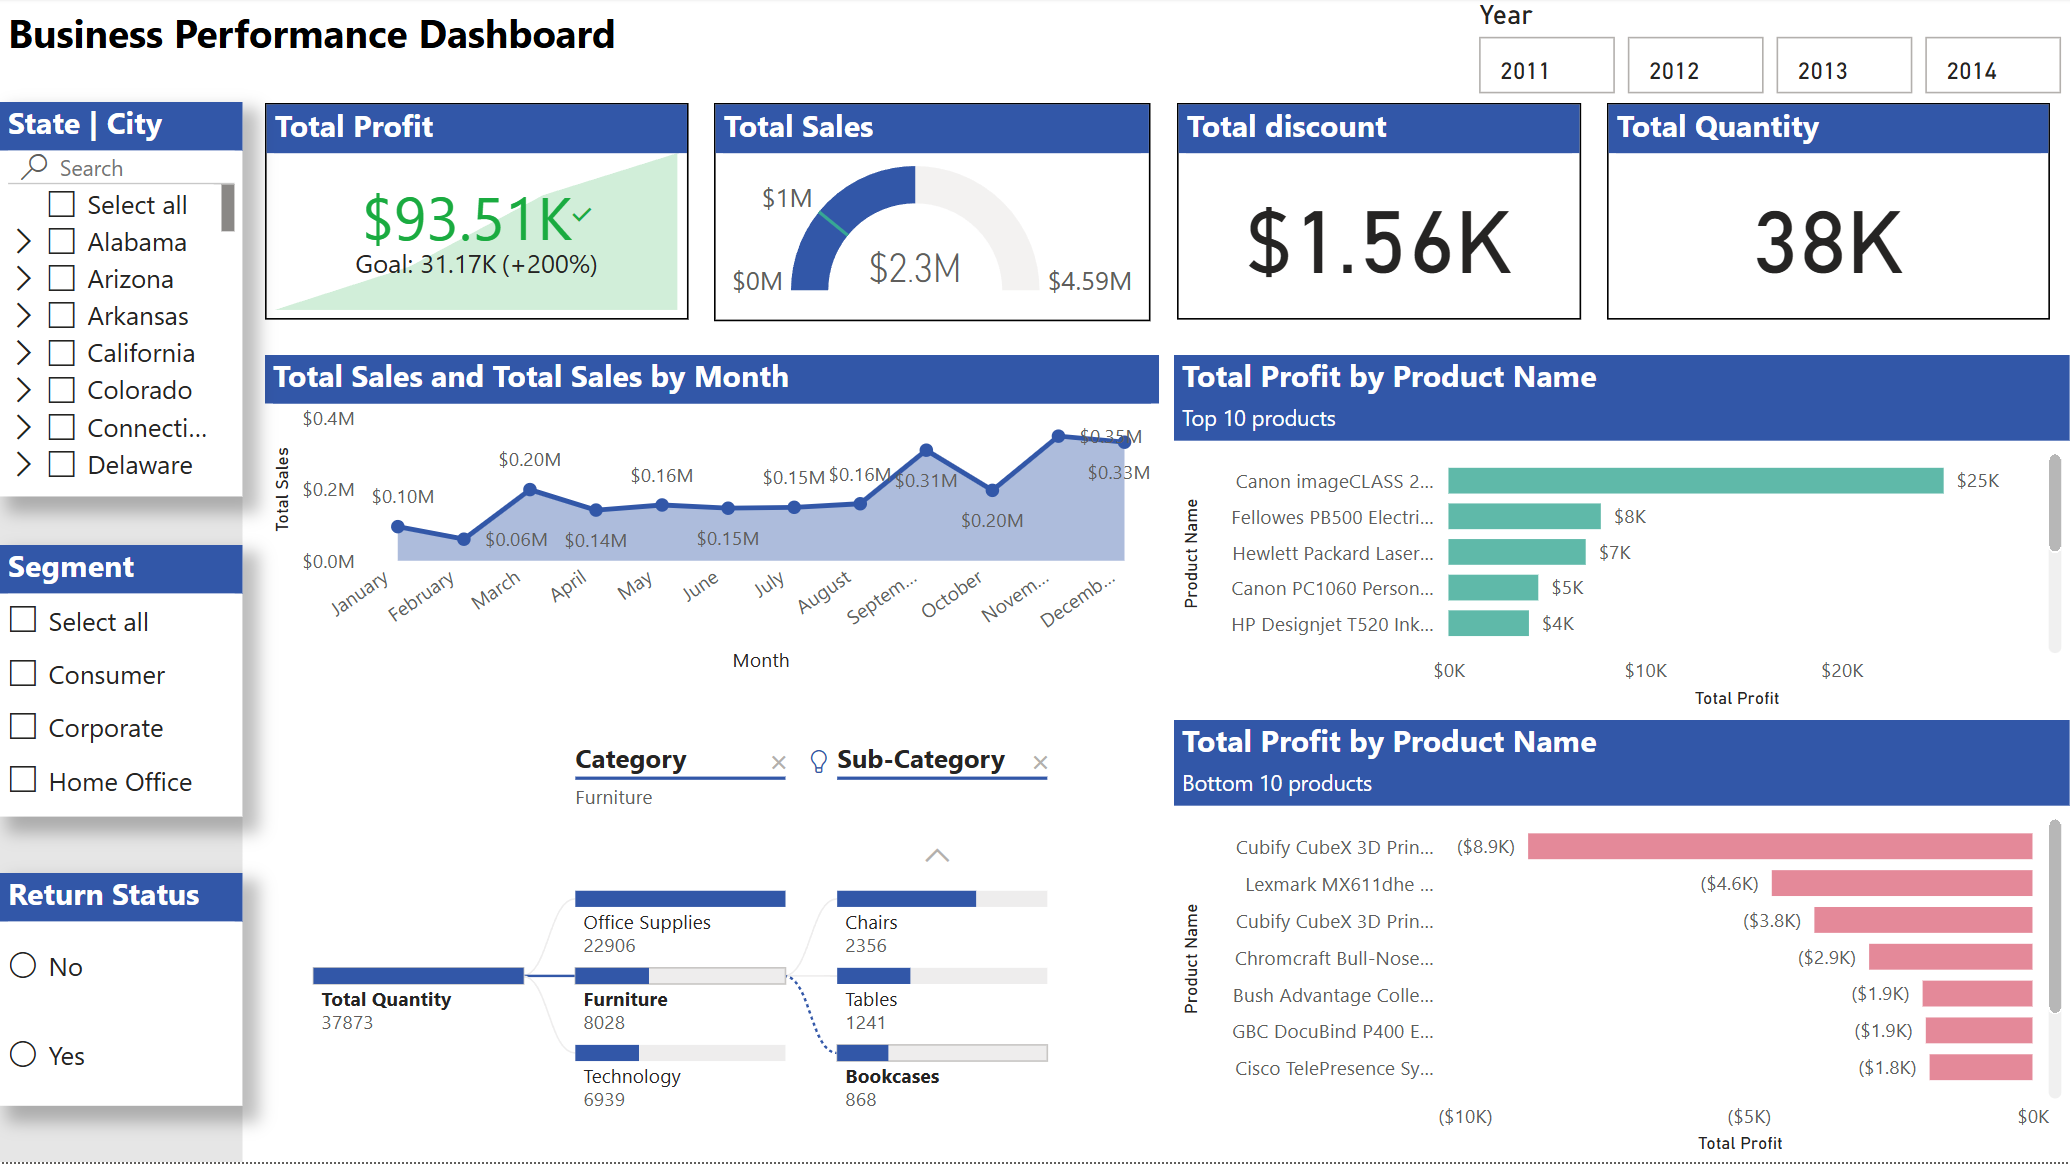 Business Performance Dashboard
Year
2011
2012
2013
2014
State | City
Search
Select all
Alabama
Arizona
Arkansas
California
Colorado
Connecti...
Delaware
Segment
Select all
Consumer
Corporate
Home Office
Return Status
No
Yes
Total Profit
$93.51K
Goal: 31.17K (+200%)
Total Sales
$1M
$0M
$2.3M
$4.59M
Total discount
$1.56K
Total Quantity
38K
Total Sales and Total Sales by Month
Total Sales
$0.4M
$0.2M
$0.0M
$0.10M
$0.06M
$0.20M
$0.14M
$0.16M
$0.15M
$0.15M
$0.16M
$0.31M
$0.20M
$0.35M
$0.33M
January
February
March
April
May
June
July
August
Septem...
October
Novem...
Decemb...
Month
Category
Furniture
Sub-Category
Total Quantity
37873
Office Supplies
22906
Furniture
8028
Technology
6939
Chairs
2356
Tables
1241
Bookcases
868
Total Profit by Product Name
Top 10 products
Product Name
Canon imageCLASS 2... $25K
Fellowes PB500 Electri... $8K
Hewlett Packard Laser... $7K
Canon PC1060 Person... $5K
HP Designjet T520 Ink... $4K
$0K $10K $20K
Total Profit
Total Profit by Product Name
Bottom 10 products
Product Name
Cubify CubeX 3D Prin... ($8.9K)
Lexmark MX611dhe ... ($4.6K)
Cubify CubeX 3D Prin... ($3.8K)
Chromcraft Bull-Nose... ($2.9K)
Bush Advantage Colle... ($1.9K)
GBC DocuBind P400 E... ($1.9K)
Cisco TelePresence Sy... ($1.8K)
($10K) ($5K) $0K
Total Profit